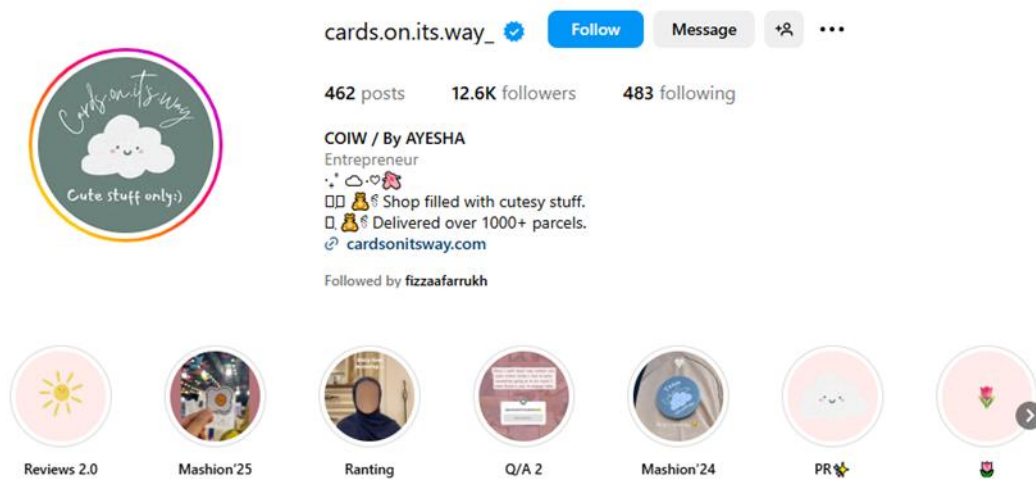 cards.on.its.way_
Follow
Message
462 posts
12.6K followers
483 following
Cards.on.it's.way
Cute stuff only:)
COIW / By AYESHA
Entrepreneur
Shop filled with cutesy stuff.
Delivered over 1000+ parcels.
cardsonitsway.com
Followed by fizzaafarrukh
Reviews 2.0
Mashion'25
Ranting
Q/A 2
Mashion'24
PR